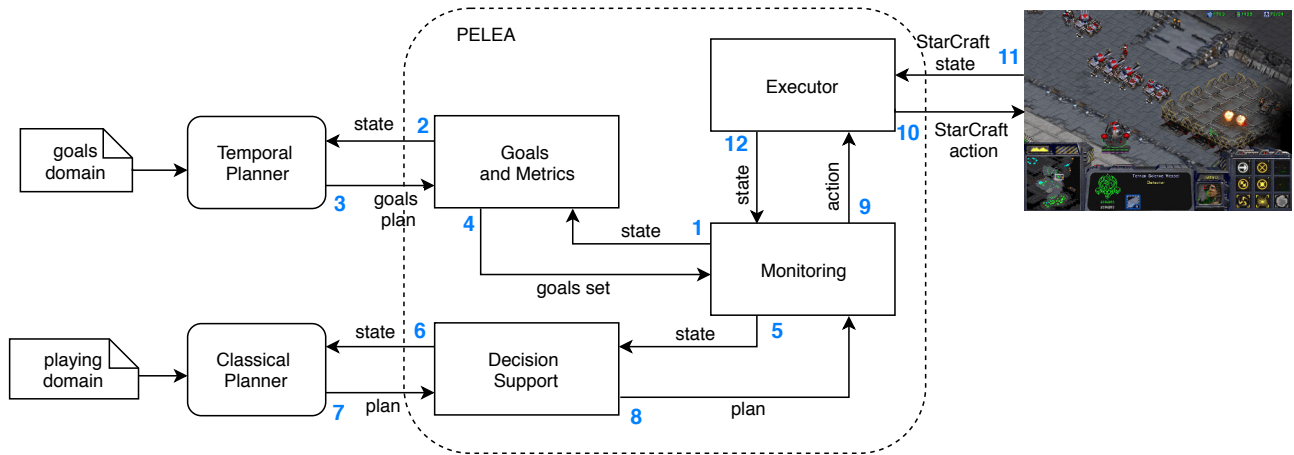 PELEA
StarCraft
state
11
Executor
10
StarCraft
action
goals
domain
Temporal
Planner
state
2
3
goals
plan
Goals
and Metrics
4
12
state
action
9
state
1
goals set
Monitoring
5
playing
domain
Classical
Planner
state
6
7
plan
Decision
Support
state
8
plan
Detector